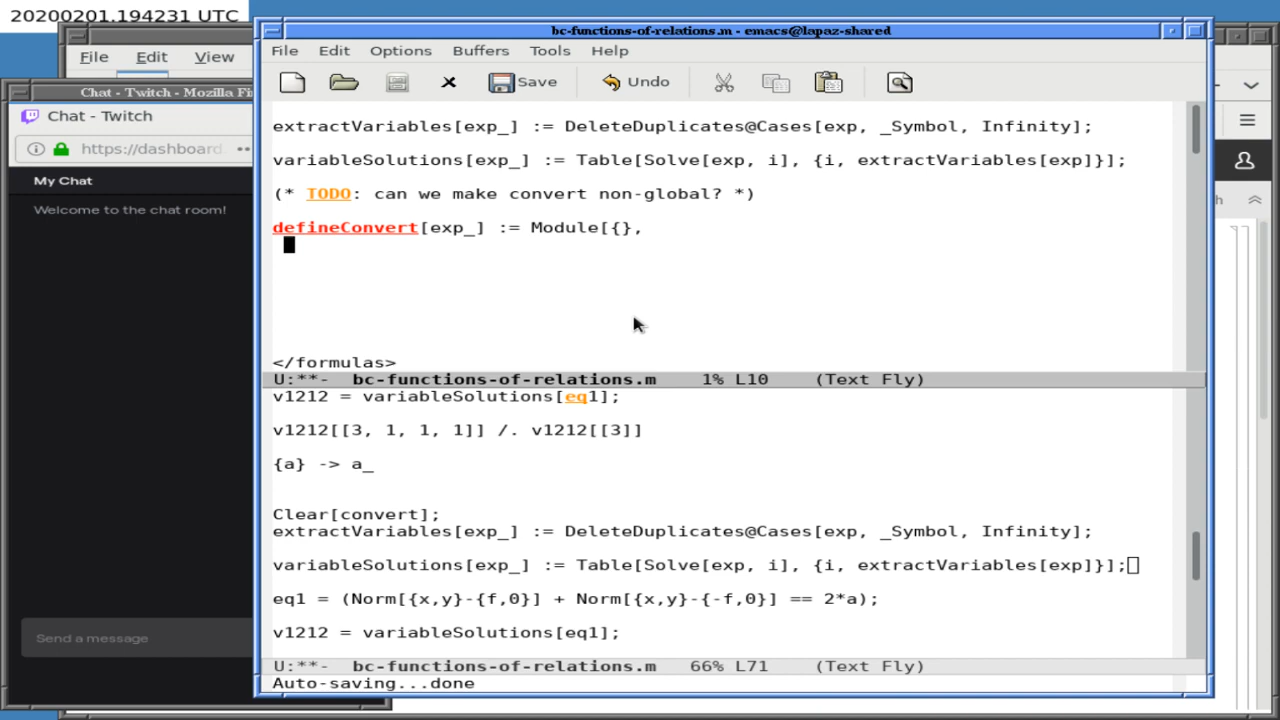 20200201.194231 UTC
bc-functions-of-relations.m - emacs@lapaz-shared
File Edit View
File Edit Options Buffers Tools Help
Chat - Twitch - Mozilla Fi
Save Undo
Chat - Twitch
https://dashboard.
My Chat
Welcome to the chat room!
Send a message
extractVariables[exp_] := DeleteDuplicates@Cases[exp, _Symbol, Infinity];
variableSolutions[exp_] := Table[Solve[exp, i], {i, extractVariables[exp]}];
(* TODO: can we make convert non-global? *)
defineConvert[exp_] := Module[{},
</formulas>
U:**- bc-functions-of-relations.m 1% L10 (Text Fly)
v1212 = variableSolutions[eq1];
v1212[[3, 1, 1, 1]] /. v1212[[3]]
{a} -> a_
Clear[convert];
extractVariables[exp_] := DeleteDuplicates@Cases[exp, _Symbol, Infinity];
variableSolutions[exp_] := Table[Solve[exp, i], {i, extractVariables[exp]}];
eq1 = (Norm[{x,y}-{f,0}] + Norm[{x,y}-{-f,0}] == 2*a);
v1212 = variableSolutions[eq1];
U:**- bc-functions-of-relations.m 66% L71 (Text Fly)
Auto-saving...done